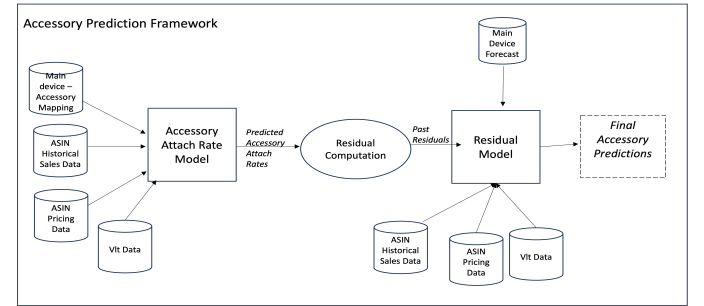 Accessory Prediction Framework
Main
Device
Forecast
Main
device –
Accessory
Mapping
ASIN
Historical
Sales Data
ASIN
Pricing
Data
Vlt Data
Accessory
Attach Rate
Model
Predicted
Accessory
Attach
Rates
Residual
Computation
Past
Residuals
Residual
Model
Final
Accessory
Predictions
ASIN
Historical
Sales Data
ASIN
Pricing
Data
Vlt Data